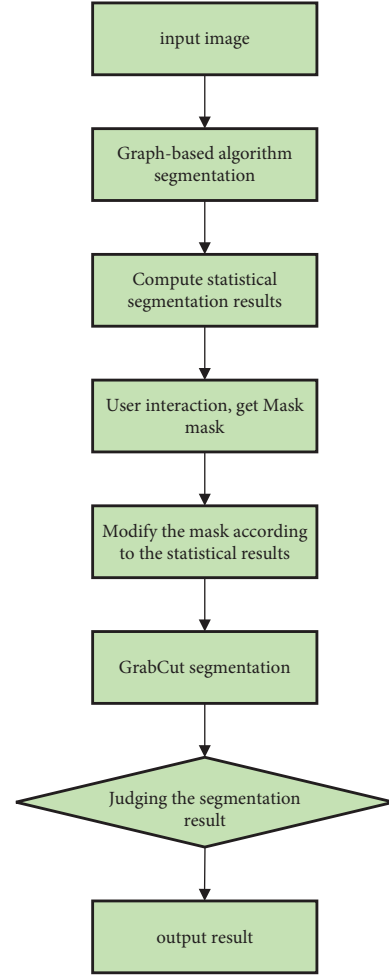 input image
Graph-based algorithm
segmentation
Compute statistical
segmentation results
User interaction, get Mask
mask
Modify the mask according
to the statistical results
GrabCut segmentation
Judging the segmentation
result
output result